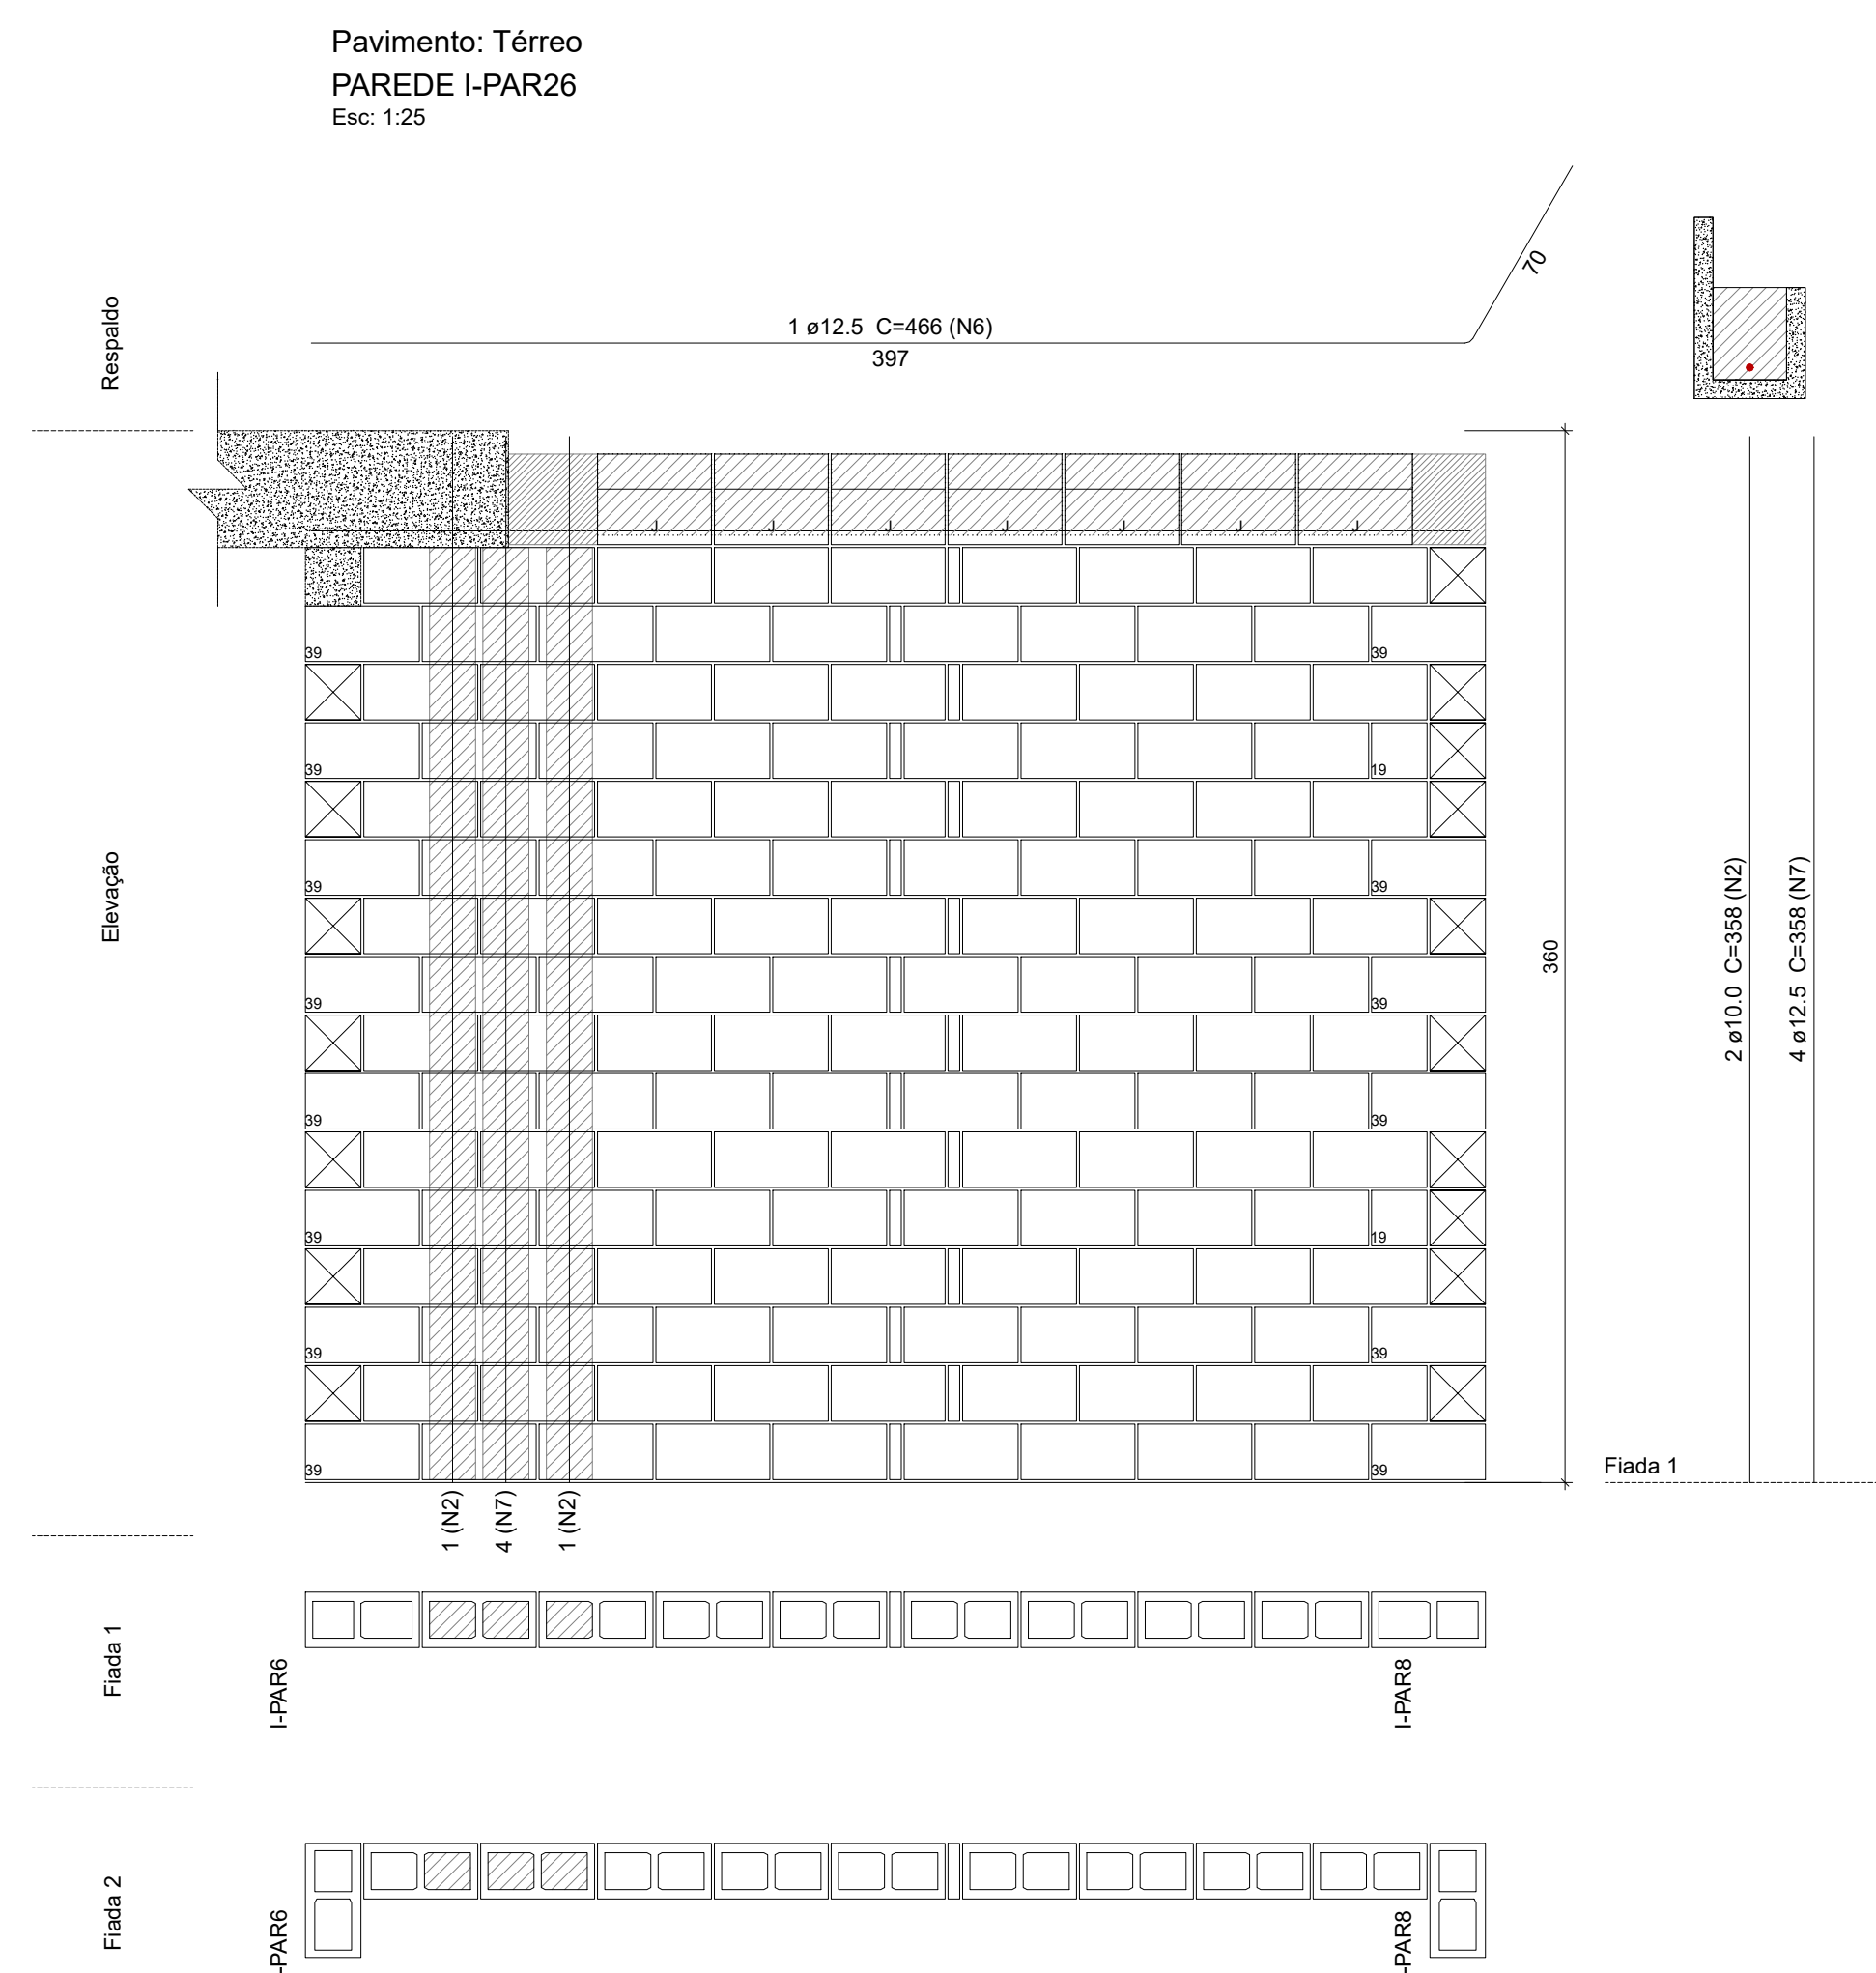 Pavimento: Térreo
PAREDE I-PAR26
Esc: 1:25
70
Respaldo
1 ø12.5 C=466 (N6)
397
J J J J J J J
39 39
39 19
Elevação
39 39
2 ø10.0 C=358 (N2)
4 ø12.5 C=358 (N7)
360
39 39
39 39
39 19
39 39
39 39
Fiada 1
1 (N2)
4 (N7)
1 (N2)
Fiada 1
I-PAR6
I-PAR8
Fiada 2
-PAR6
-PAR8